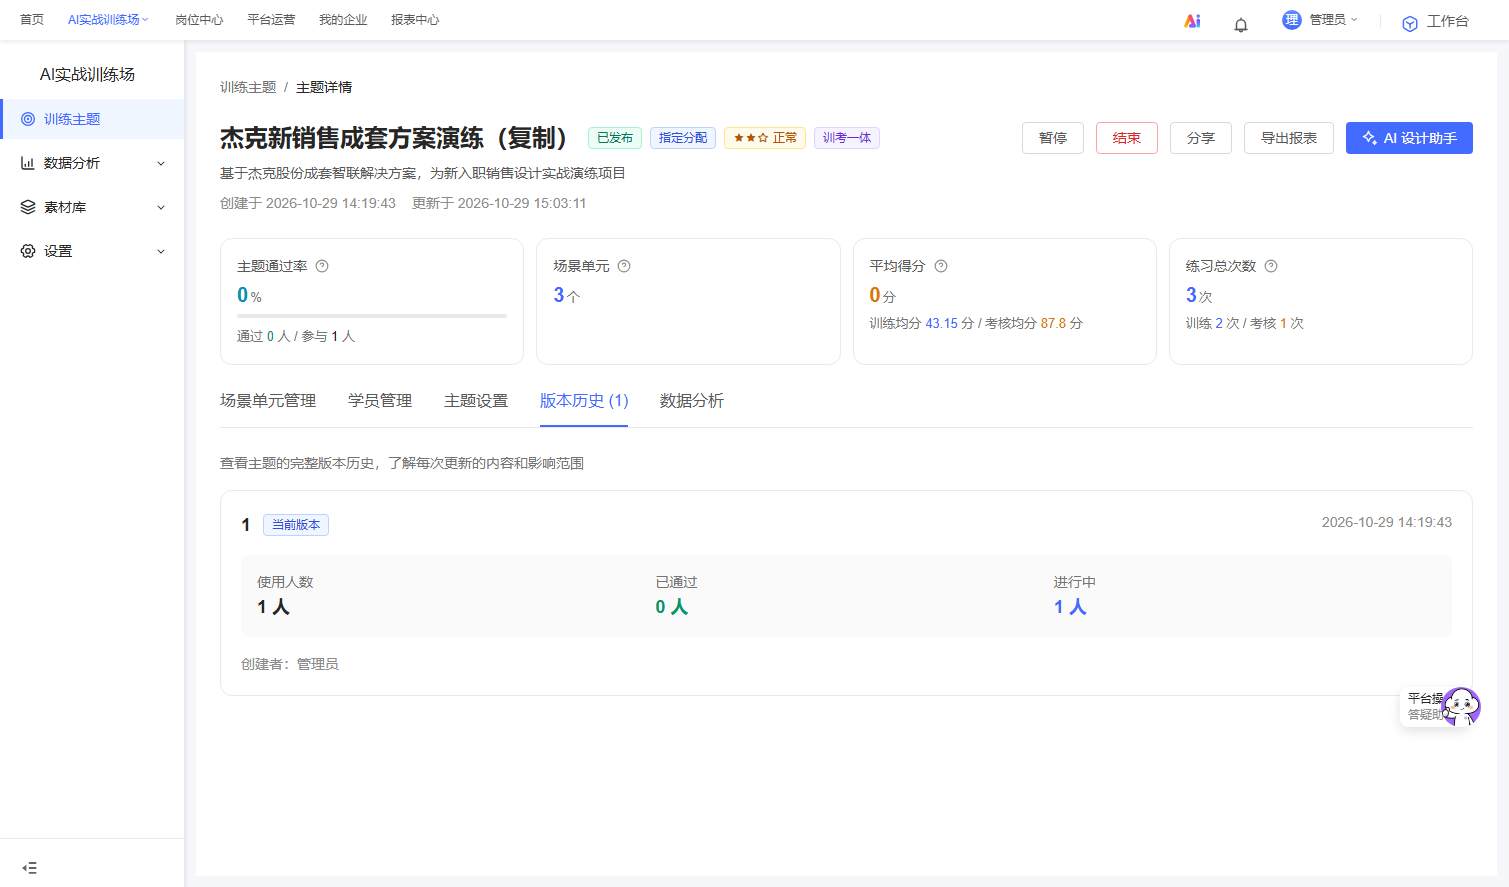 首页 AI实战训练场 岗位中心 平台运营 我的企业 报表中心 Ai 理 管理员 工作台
AI实战训练场
训练主题
数据分析
素材库
设置
训练主题 / 主题详情
杰克新销售成套方案演练（复制） 已发布 指定分配 ★★☆ 正常 训考一体 暂停 结束 分享 导出报表 AI 设计助手
基于杰克股份成套智联解决方案，为新入职销售设计实战演练项目
创建于 2026-10-29 14:19:43 更新于 2026-10-29 15:03:11
主题通过率
0 %
通过 0 人 / 参与 1 人
场景单元
3 个
平均得分
0 分
训练均分 43.15 分 / 考核均分 87.8 分
练习总次数
3 次
训练 2 次 / 考核 1 次
场景单元管理 学员管理 主题设置 版本历史 (1) 数据分析
查看主题的完整版本历史，了解每次更新的内容和影响范围
1 当前版本 2026-10-29 14:19:43
使用人数 已通过 进行中
1 人 0 人 1 人
创建者：管理员
平台操
答疑助